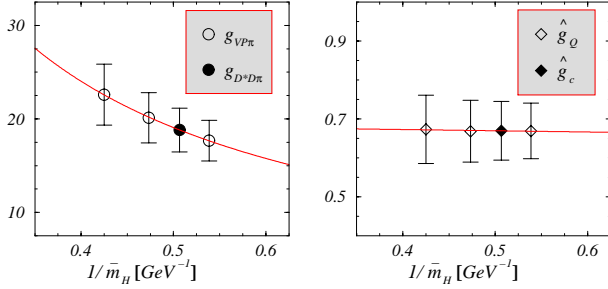 30
20
10
g_{VPπ}
g_{D*Dπ}
0.4 0.5 0.6
1/ m̄_H [GeV⁻¹]
0.9
0.7
0.5
ĝ_Q
ĝ_c
0.4 0.5 0.6
1/ m̄_H [GeV⁻¹]